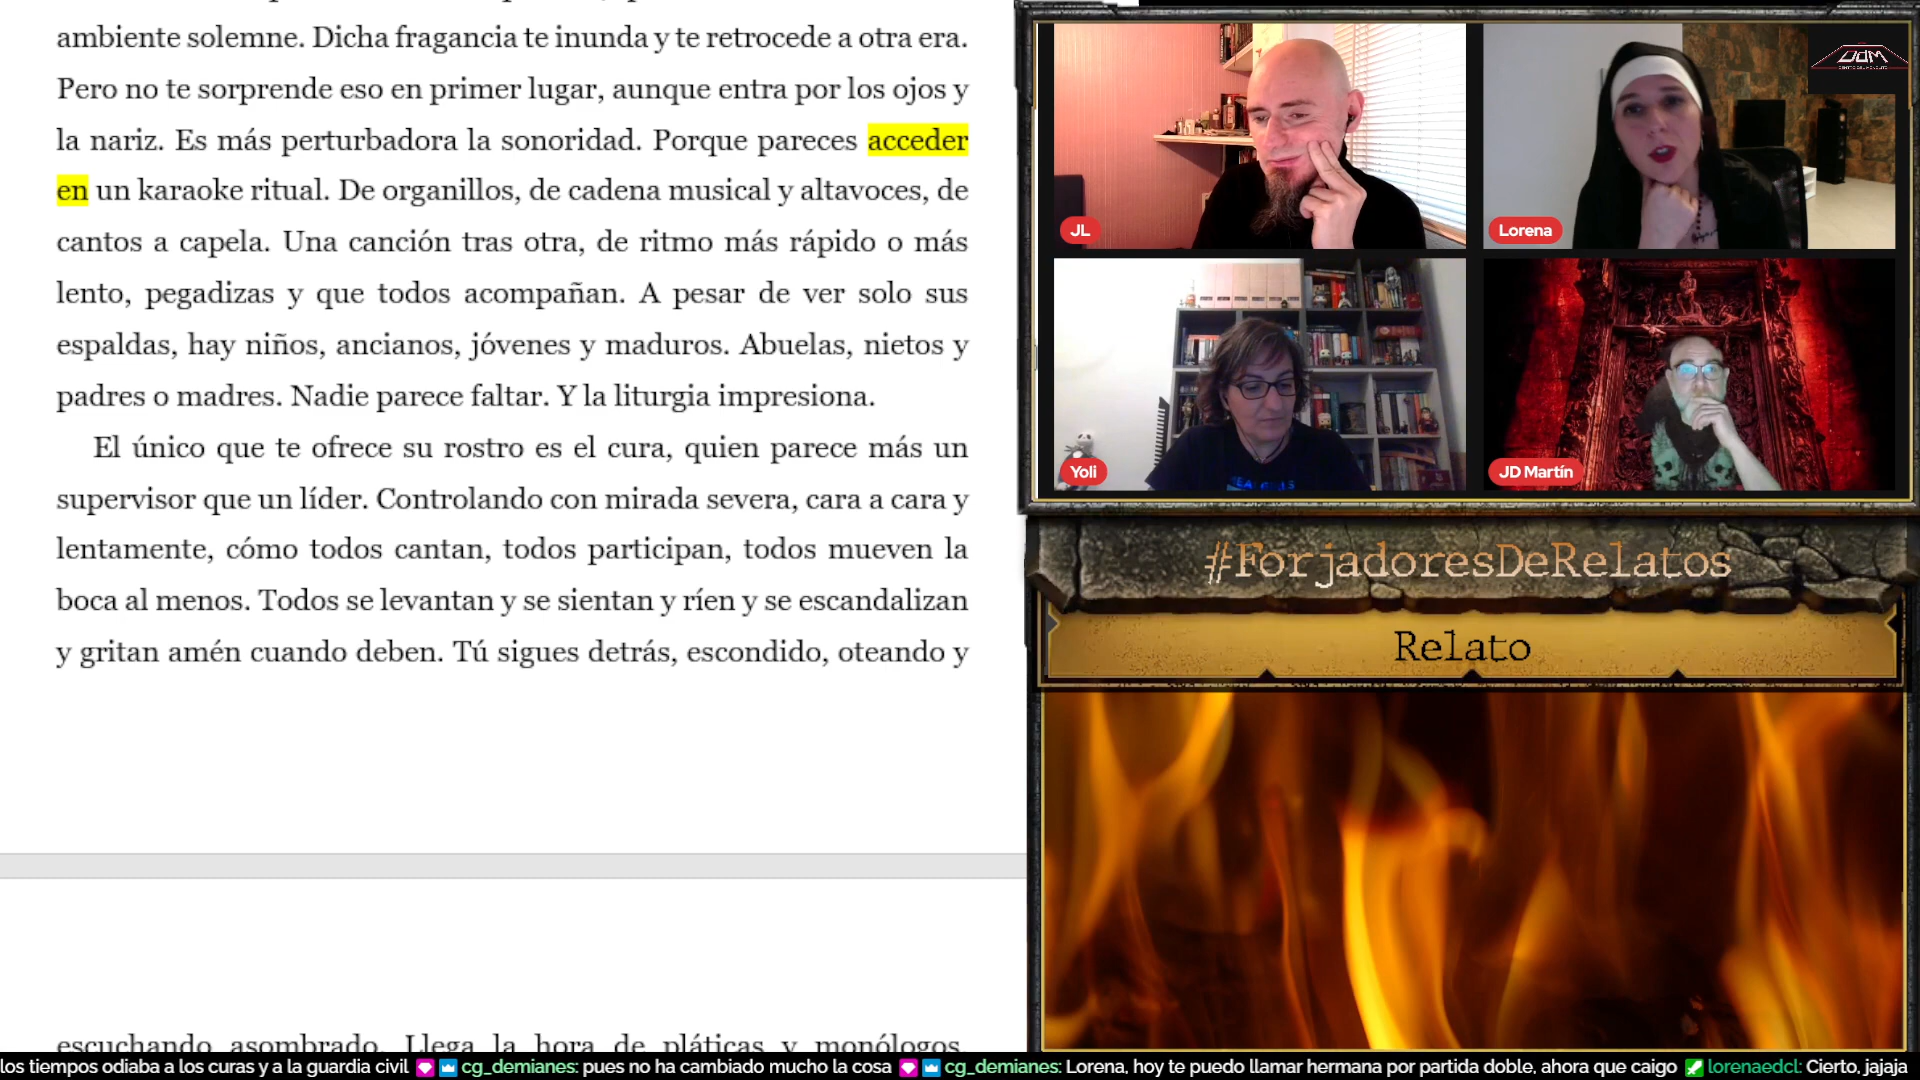 ambiente solemne. Dicha fragancia te inunda y te retrocede a otra era.
Pero no te sorprende eso en primer lugar, aunque entra por los ojos y
la nariz. Es más perturbadora la sonoridad. Porque pareces acceder
en un karaoke ritual. De organillos, de cadena musical y altavoces, de
cantos a capela. Una canción tras otra, de ritmo más rápido o más
lento, pegadizas y que todos acompañan. A pesar de ver solo sus
espaldas, hay niños, ancianos, jóvenes y maduros. Abuelas, nietos y
padres o madres. Nadie parece faltar. Y la liturgia impresiona.
El único que te ofrece su rostro es el cura, quien parece más un
supervisor que un líder. Controlando con mirada severa, cara a cara y
lentamente, cómo todos cantan, todos participan, todos mueven la
boca al menos. Todos se levantan y se sientan y ríen y se escandalizan
y gritan amén cuando deben. Tú sigues detrás, escondido, oteando y
escuchando asombrado. Llega la hora de pláticas y monólogos
JL
Lorena
DDM
Yoli
JD Martín
#ForjadoresDeRelatos
Relato
los tiempos odiaba a los curas y a la guardia civil cg_demianes: pues no ha cambiado mucho la cosa cg_demianes: Lorena, hoy te puedo llamar hermana por partida doble, ahora que caigo lorenaedcl: Cierto, jajaja